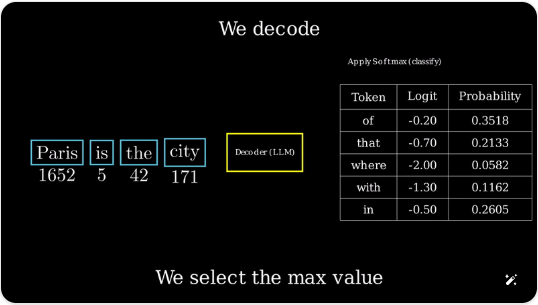 We decode
Apply Softmax (classify)
Token Logit Probability
of -0.20 0.3518
that -0.70 0.2133
where -2.00 0.0582
with -1.30 0.1162
in -0.50 0.2605
Paris is the city
1652 5 42 171
Decoder (LLM)
We select the max value